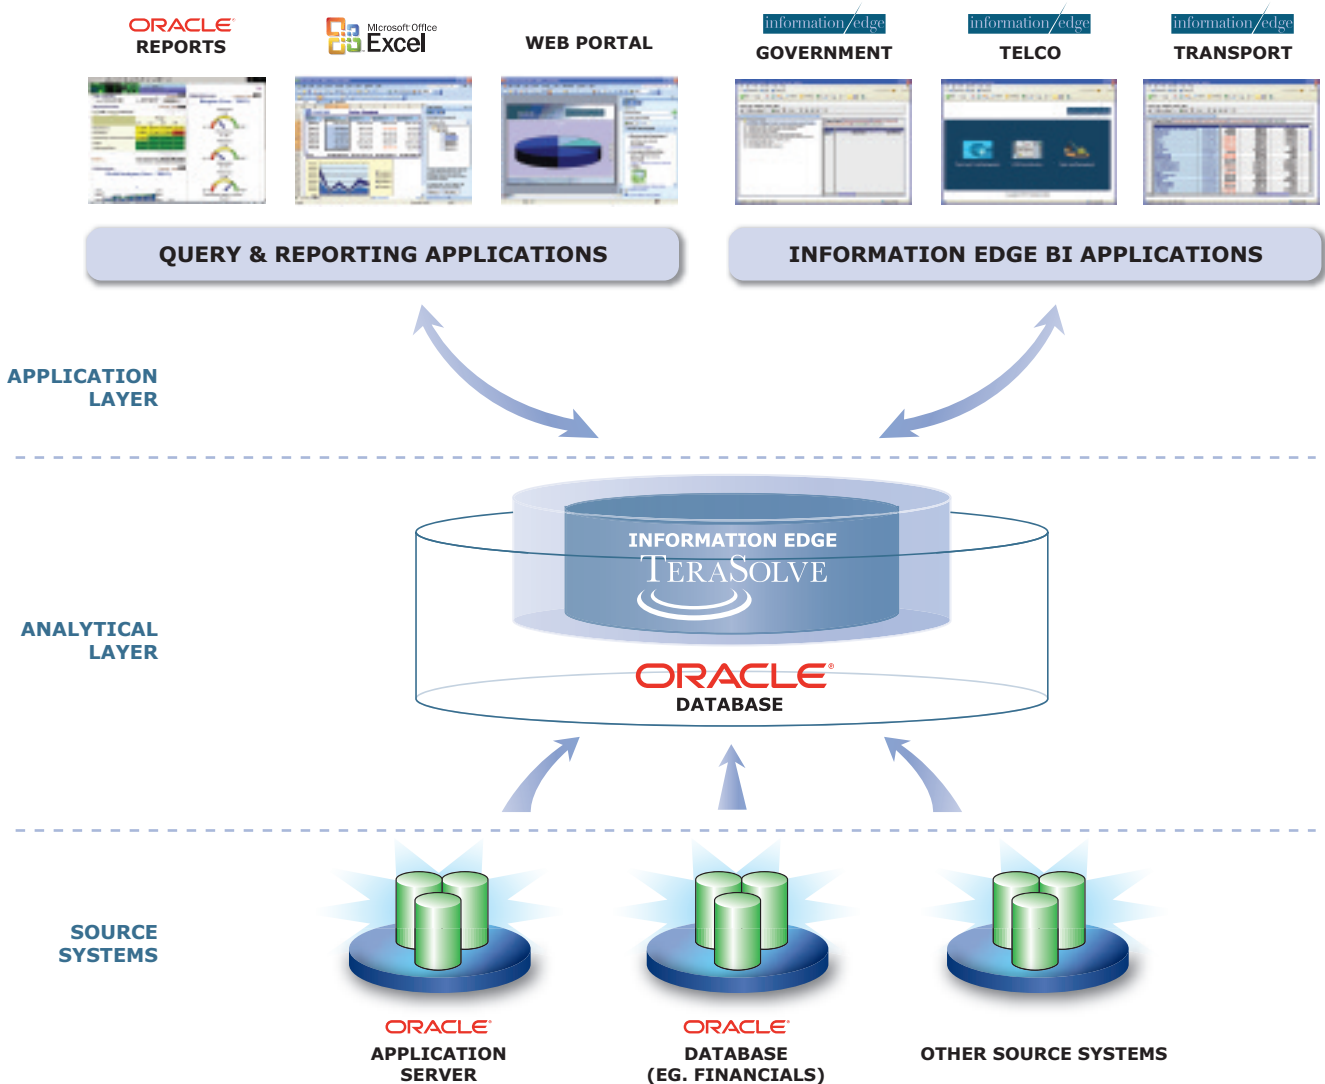 ORACLE®
REPORTS
Microsoft Office
Excel
WEB PORTAL
information/edge
GOVERNMENT
information/edge
TELCO
information/edge
TRANSPORT
QUERY & REPORTING APPLICATIONS
INFORMATION EDGE BI APPLICATIONS
APPLICATION
LAYER
INFORMATION EDGE
TERASOLVE
ANALYTICAL
LAYER
ORACLE®
DATABASE
SOURCE
SYSTEMS
ORACLE®
APPLICATION
SERVER
ORACLE®
DATABASE
(EG. FINANCIALS)
OTHER SOURCE SYSTEMS